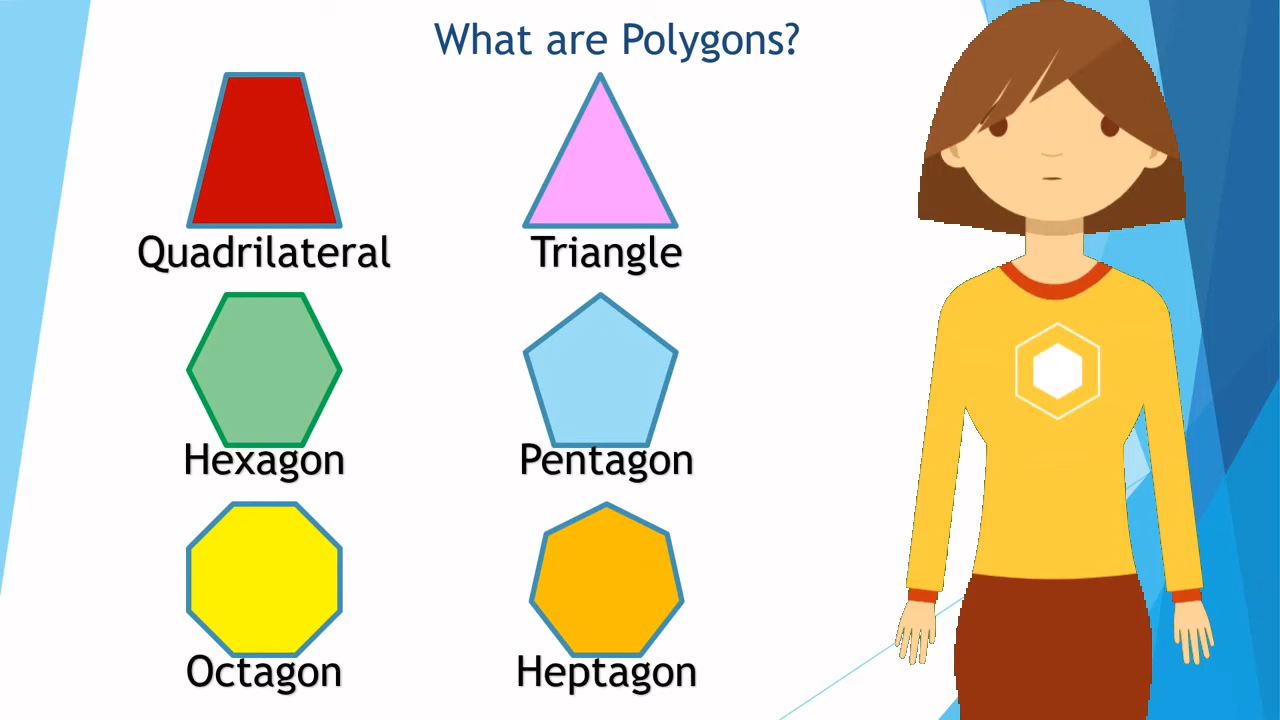 What are Polygons?
Quadrilateral
Triangle
Hexagon
Pentagon
Octagon
Heptagon